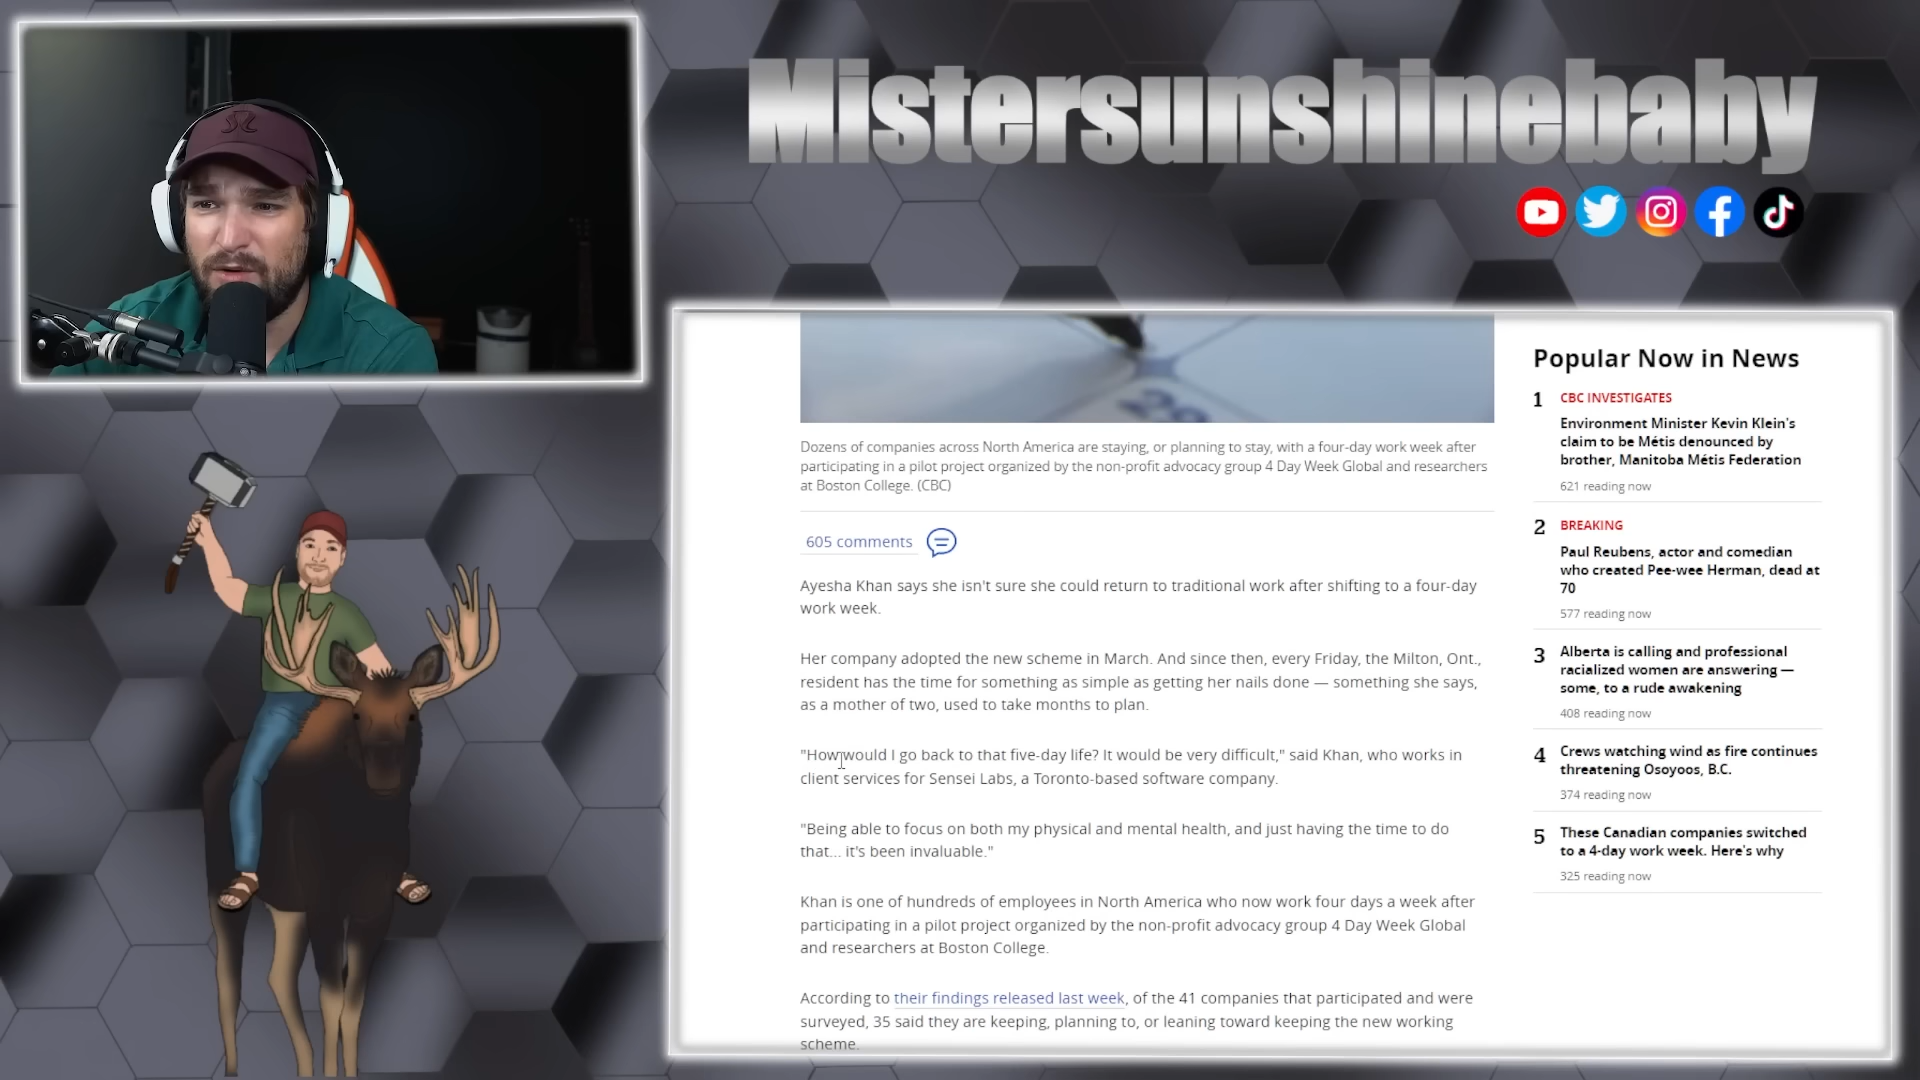 Mistersunshinebaby
29
Dozens of companies across North America are staying, or planning to stay, with a four-day work week after
participating in a pilot project organized by the non-profit advocacy group 4 Day Week Global and researchers
at Boston College. (CBC)
605 comments
Ayesha Khan says she isn't sure she could return to traditional work after shifting to a four-day
work week.
Her company adopted the new scheme in March. And since then, every Friday, the Milton, Ont.,
resident has the time for something as simple as getting her nails done — something she says,
as a mother of two, used to take months to plan.
"How would I go back to that five-day life? It would be very difficult," said Khan, who works in
client services for Sensei Labs, a Toronto-based software company.
"Being able to focus on both my physical and mental health, and just having the time to do
that... it's been invaluable."
Khan is one of hundreds of employees in North America who now work four days a week after
participating in a pilot project organized by the non-profit advocacy group 4 Day Week Global
and researchers at Boston College.
According to their findings released last week, of the 41 companies that participated and were
surveyed, 35 said they are keeping, planning to, or leaning toward keeping the new working
scheme.
Popular Now in News
1 CBC INVESTIGATES
Environment Minister Kevin Klein's
claim to be Métis denounced by
brother, Manitoba Métis Federation
621 reading now
2 BREAKING
Paul Reubens, actor and comedian
who created Pee-wee Herman, dead at
70
577 reading now
3 Alberta is calling and professional
racialized women are answering —
some, to a rude awakening
408 reading now
4 Crews watching wind as fire continues
threatening Osoyoos, B.C.
374 reading now
5 These Canadian companies switched
to a 4-day work week. Here's why
325 reading now